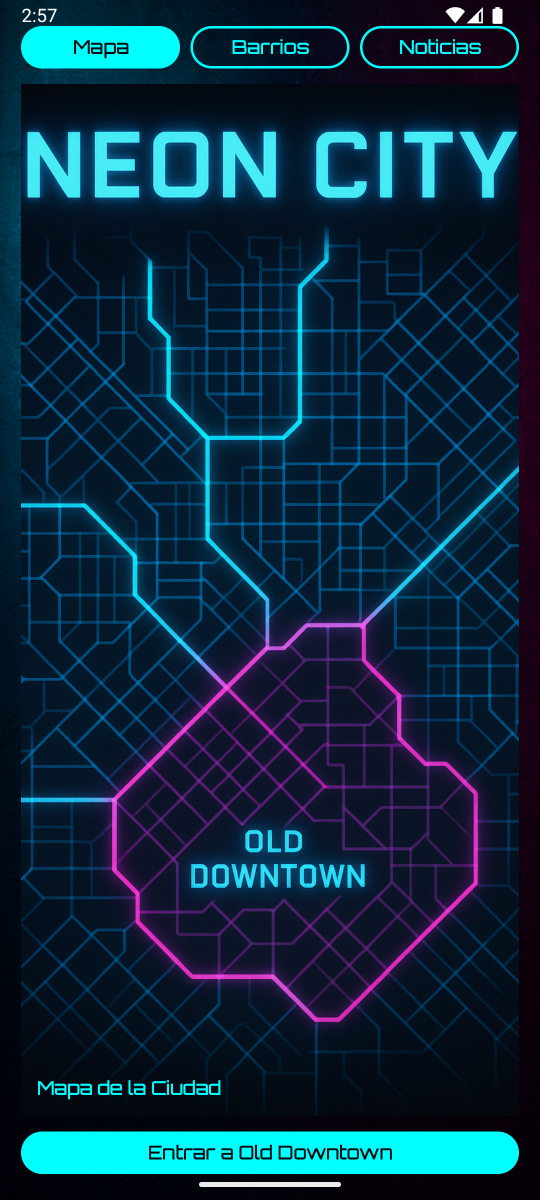 2:57
Mapa
Barrios
Noticias
NEON CITY
OLD
DOWNTOWN
Mapa de la Ciudad
Entrar a Old Downtown